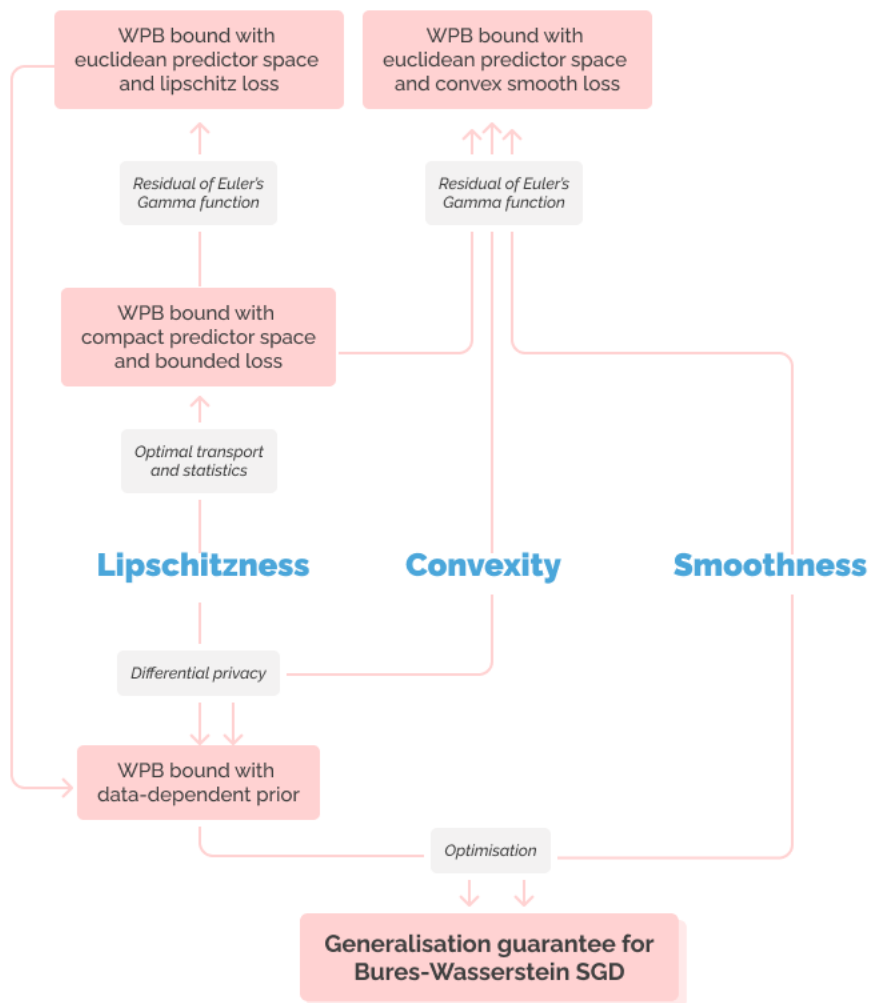 WPB bound with
euclidean predictor space
and lipschitz loss
WPB bound with
euclidean predictor space
and convex smooth loss
Residual of Euler's
Gamma function
Residual of Euler's
Gamma function
WPB bound with
compact predictor space
and bounded loss
Optimal transport
and statistics
Lipschitzness
Convexity
Smoothness
Differential privacy
WPB bound with
data-dependent prior
Optimisation
Generalisation guarantee for
Bures-Wasserstein SGD